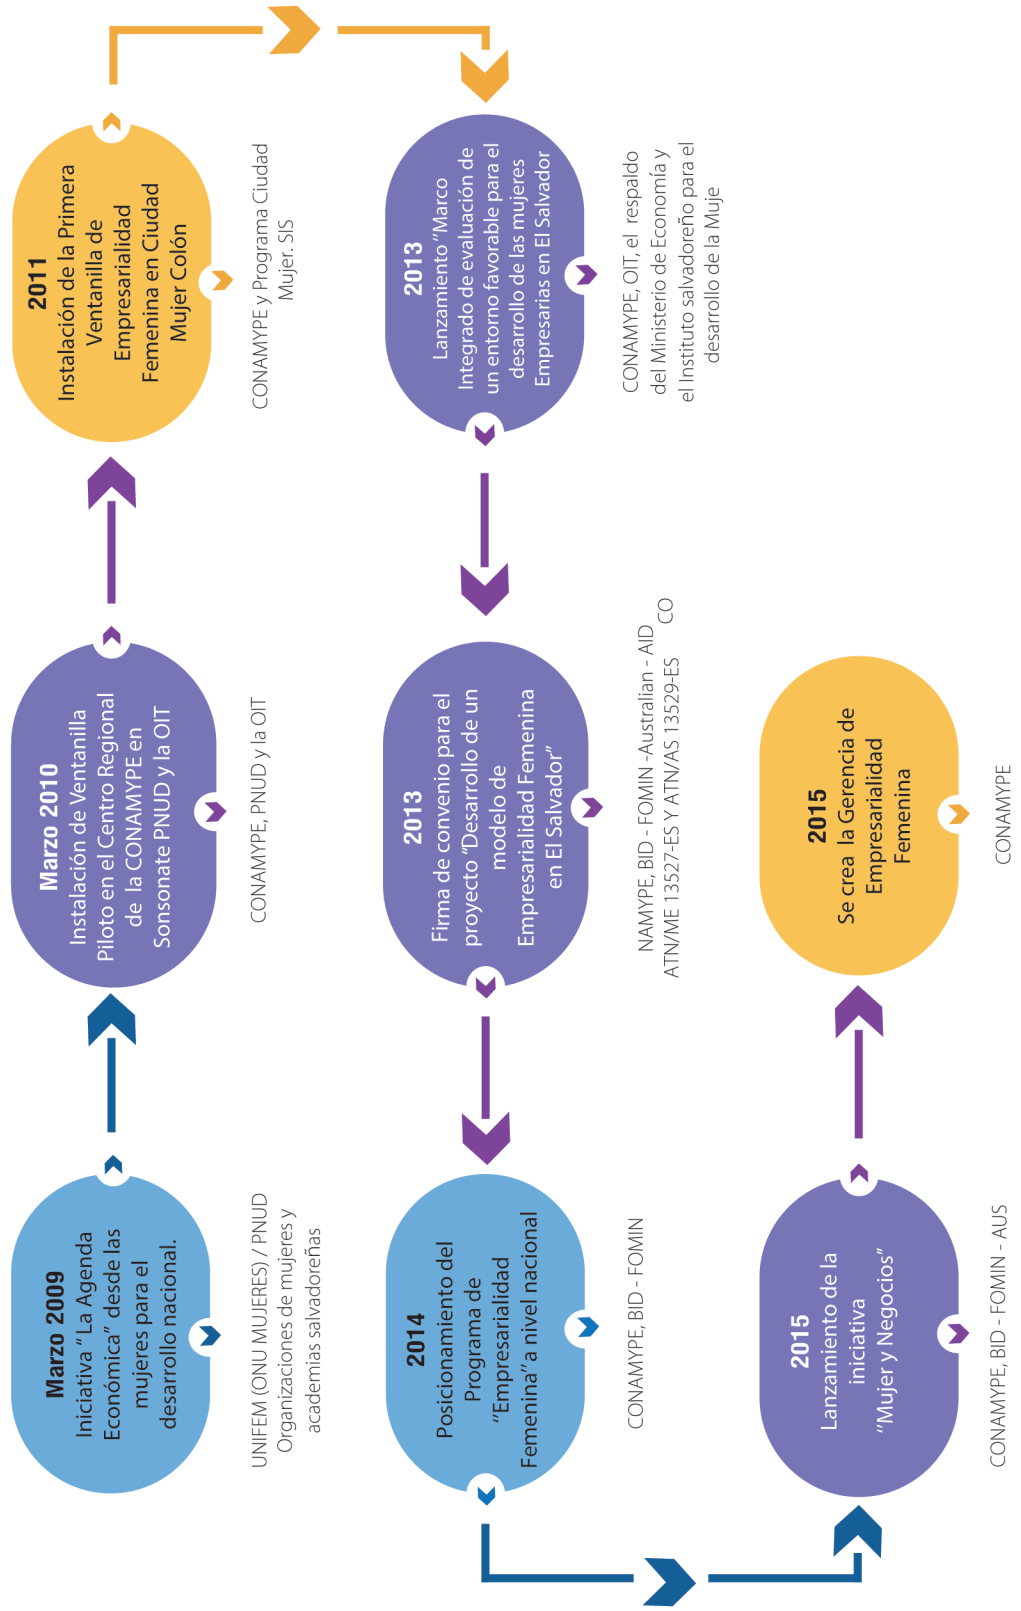 Marzo 2009
Iniciativa “ La Agenda
Económica” desde las
mujeres para el
desarrollo nacional.
UNIFEM (ONU MUJERES) / PNUD
Organizaciones de mujeres y
academias salvadoreñas
Marzo 2010
Instalación de Ventanilla
Piloto en el Centro Regional
de la CONAMYPE en
Sonsonate PNUD y la OIT
CONAMYPE, PNUD y la OIT
2011
Instalación de la Primera
Ventanilla de
Empresarialidad
Femenina en Ciudad
Mujer Colón
CONAMYPE y Programa Ciudad
Mujer. SIS
2013
Lanzamiento “Marco
Integrado de evaluación de
un entorno favorable para el
desarrollo de las mujeres
Empresarias en El Salvador
CONAMYPE, OIT, el respaldo
del Ministerio de Economía y
el Instituto salvadoreño para el
desarrollo de la Muje
2013
Firma de convenio para el
proyecto “Desarrollo de un
modelo de
Empresarialidad Femenina
en El Salvador”
NAMYPE, BID - FOMIN -Australian - AID
ATN/ME 13527-ES Y ATN/AS 13529-ES CO
2014
Posicionamiento del
Programa de
“Empresarialidad
Femenina” a nivel nacional
CONAMYPE, BID - FOMIN
2015
Lanzamiento de la
iniciativa
“Mujer y Negocios”
CONAMYPE, BID - FOMIN - AUS
2015
Se crea la Gerencia de
Empresarialidad
Femenina
CONAMYPE